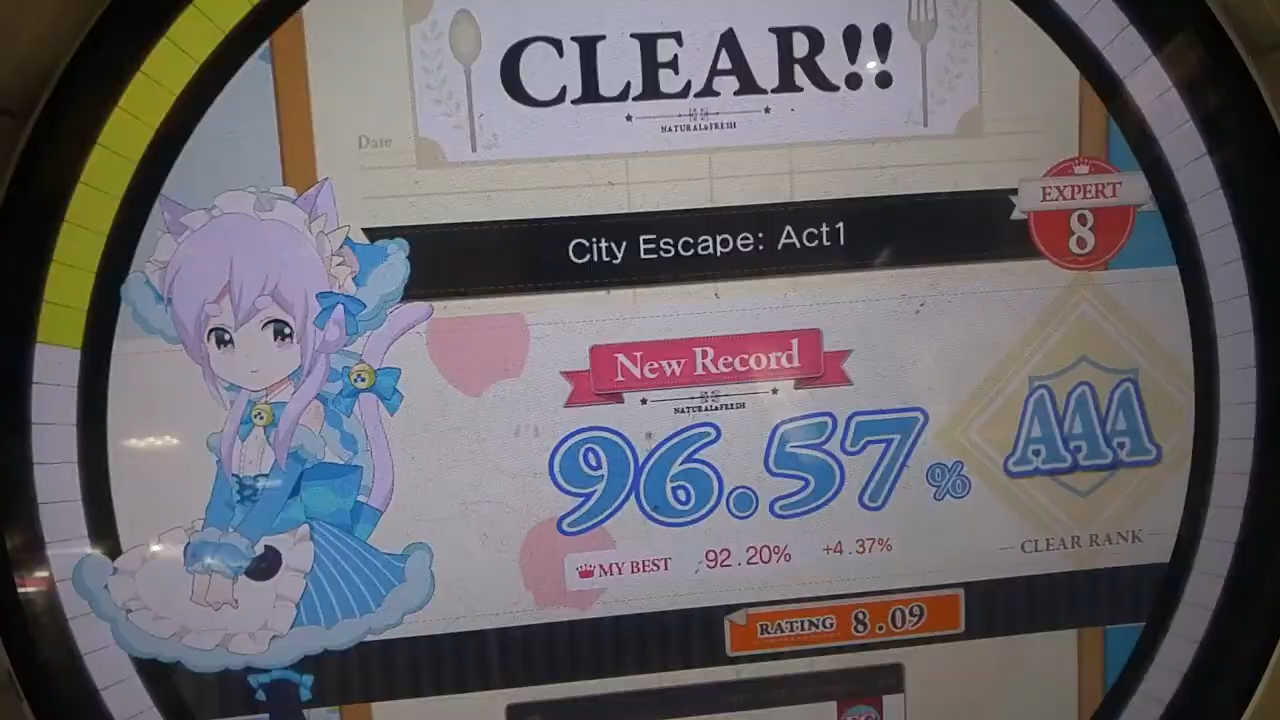 CLEAR!!
NATURAL&FRESH
Date
EXPERT
8
City Escape: Act1
New Record
NATURAL&FRESH
96.57%
AAA
MY BEST 92.20% +4.37%
CLEAR RANK
RATING 8.09